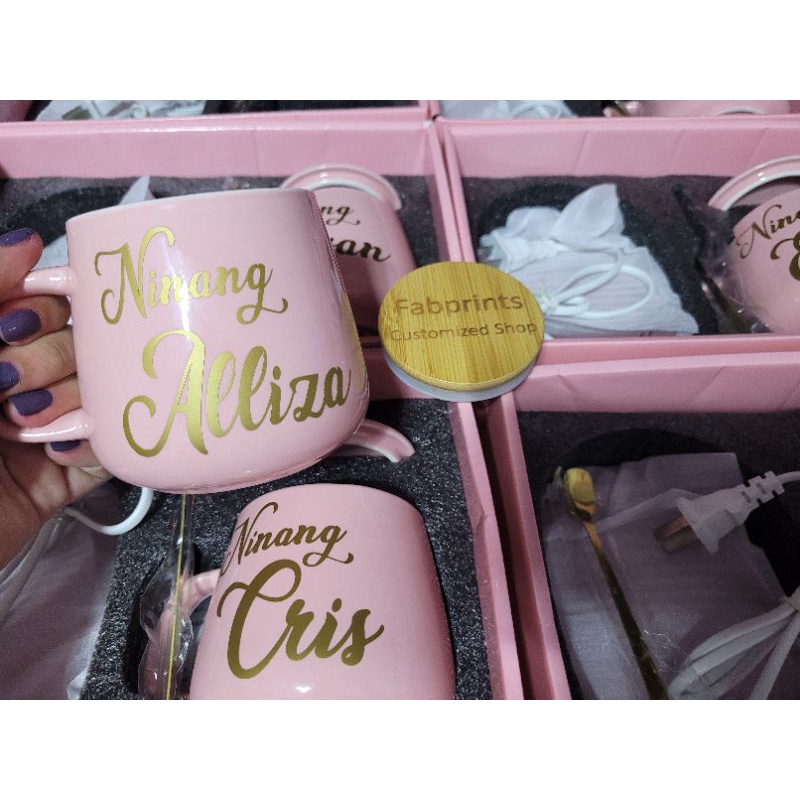 Ninang
Alliza
Fabprints
Customized Shop
Ninang
Cris